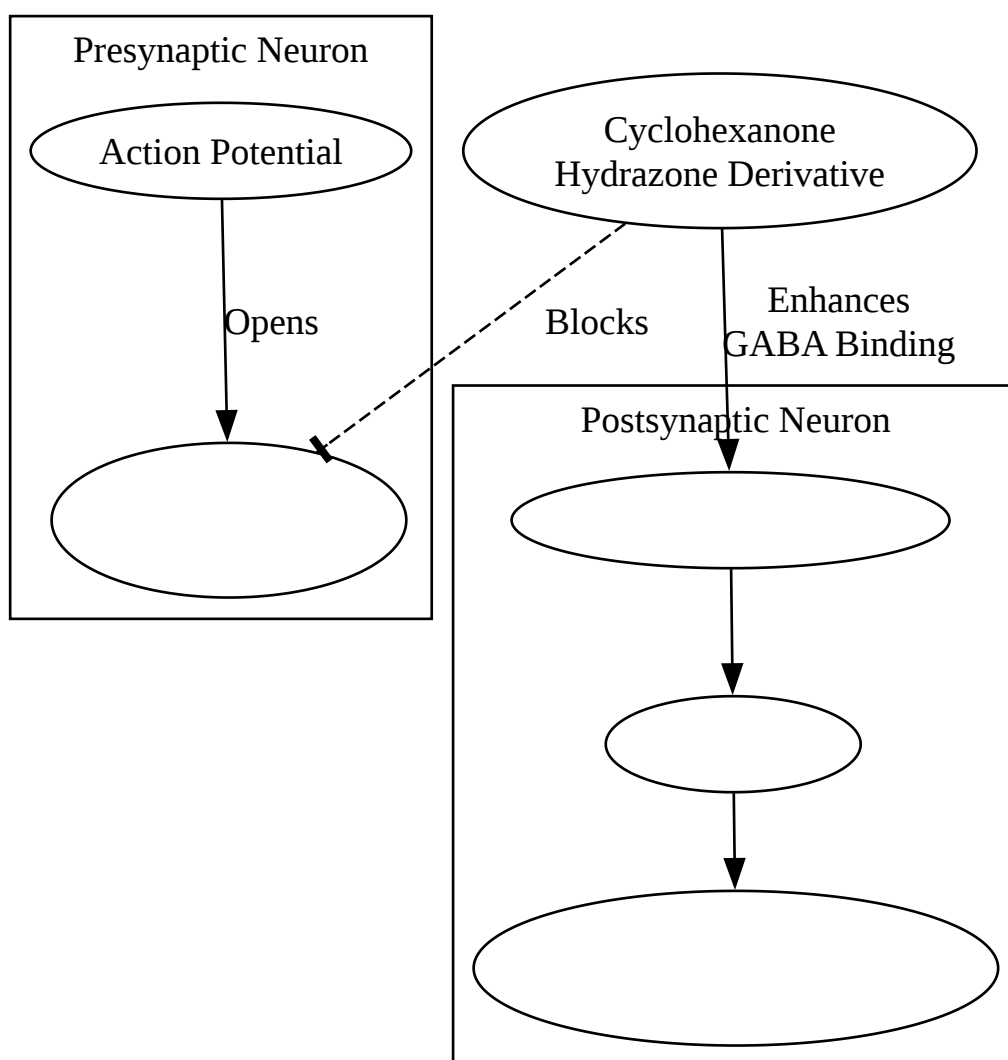 Presynaptic Neuron
Action Potential
Cyclohexanone
Hydrazone Derivative
Opens
Blocks
Enhances
GABA Binding
Postsynaptic Neuron